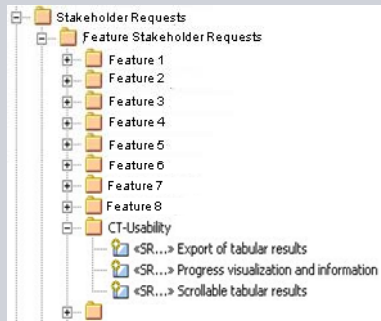 Stakeholder Requests
Feature Stakeholder Requests
Feature 1
Feature 2
Feature 3
Feature 4
Feature 5
Feature 6
Feature 7
Feature 8
CT-Usability
«SR...» Export of tabular results
«SR...» Progress visualization and information
«SR...» Scrollable tabular results